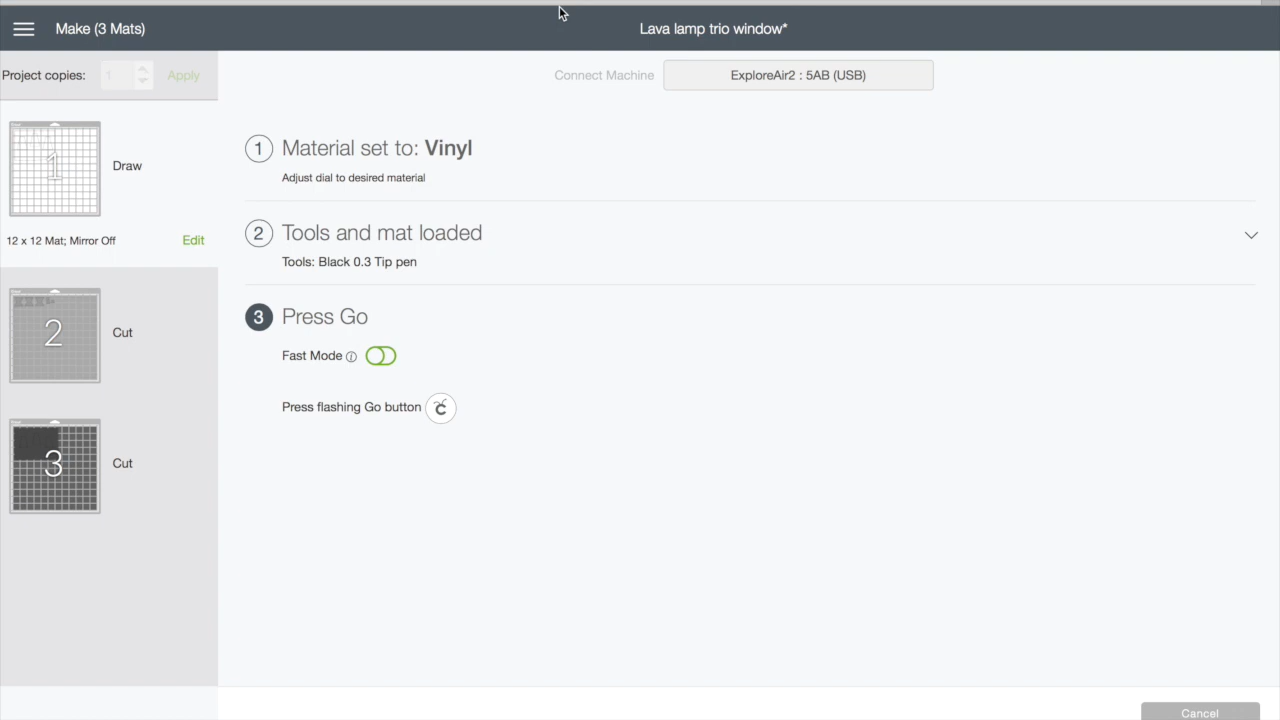 Make (3 Mats)
Lava lamp trio window*
Project copies: 1 Apply
Connect Machine
ExploreAir2 : 5AB (USB)
1
Draw
12 x 12 Mat; Mirror Off
Edit
2
Cut
3
Cut
1 Material set to: Vinyl
Adjust dial to desired material
2 Tools and mat loaded
Tools: Black 0.3 Tip pen
3 Press Go
Fast Mode i
Press flashing Go button
Cancel